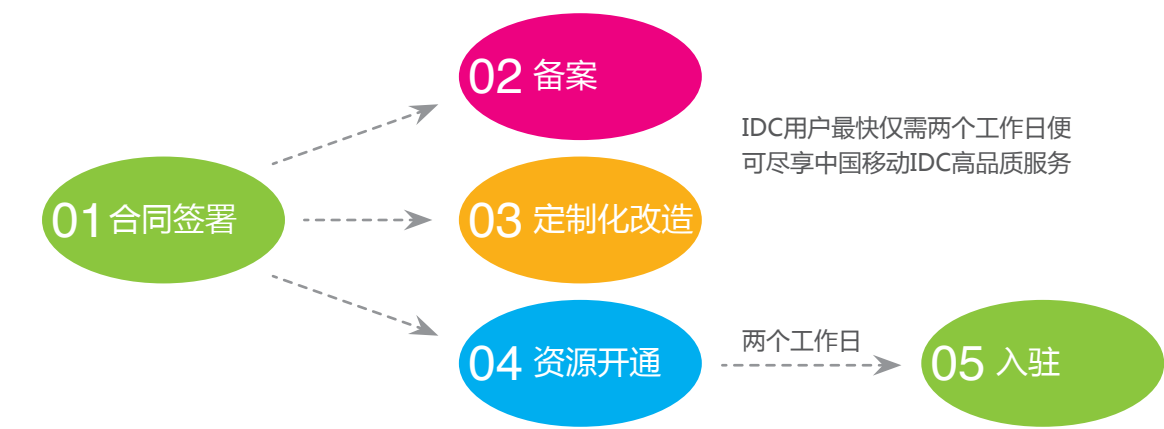 02 备案
IDC用户最快仅需两个工作日便
可尽享中国移动IDC高品质服务
01 合同签署
03 定制化改造
04 资源开通
两个工作日
05 入驻